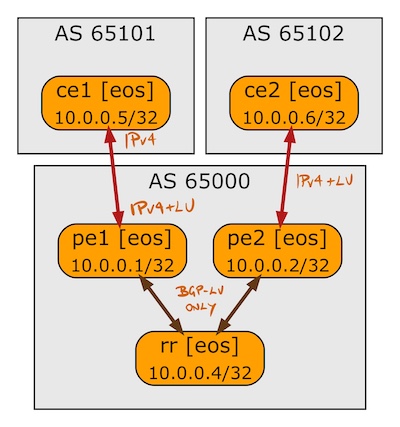 AS 65101
AS 65102
ce1 [eos]
10.0.0.5/32
ce2 [eos]
10.0.0.6/32
IPv4
IPv4+LU
IPv4+LU
AS 65000
pe1 [eos]
10.0.0.1/32
pe2 [eos]
10.0.0.2/32
BGP-LU
ONLY
rr [eos]
10.0.0.4/32